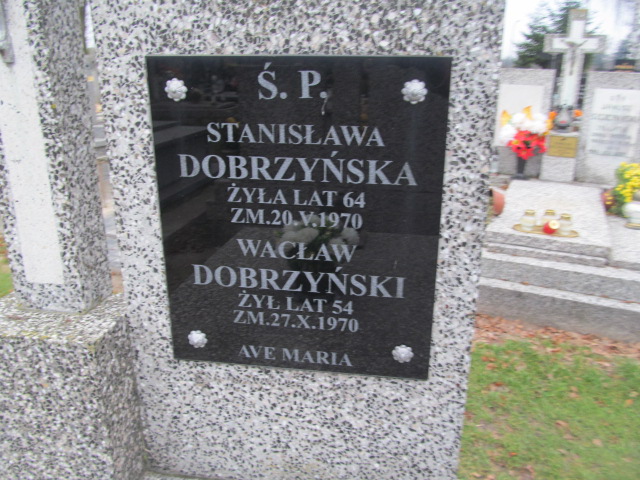 Ś. P.
STANISŁAWA
DOBRZYŃSKA
ŻYŁA LAT 64
ZM.20.V.1970
WACŁAW
DOBRZYŃSKI
ŻYŁ LAT 54
ZM.27.X.1970
AVE MARIA